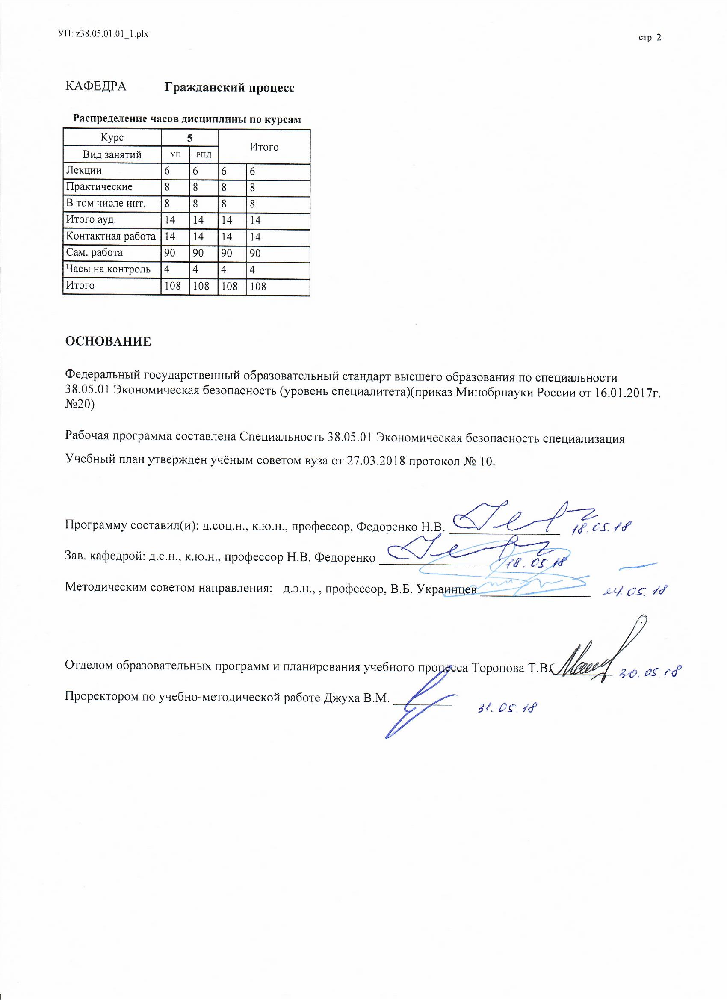 УП: z38.05.01.01_1.plx
стр. 2
КАФЕДРА Гражданский процесс
Распределение часов дисциплины по курсам
Курс 5 Итого
Вид занятий УП РПД
Лекции 6 6 6 6
Практические 8 8 8 8
В том числе инт. 8 8 8 8
Итого ауд. 14 14 14 14
Контактная работа 14 14 14 14
Сам. работа 90 90 90 90
Часы на контроль 4 4 4 4
Итого 108 108 108 108
ОСНОВАНИЕ
Федеральный государственный образовательный стандарт высшего образования по специальности
38.05.01 Экономическая безопасность (уровень специалитета)(приказ Минобрнауки России от 16.01.2017г.
№20)
Рабочая программа составлена Специальность 38.05.01 Экономическая безопасность специализация
Учебный план утвержден учёным советом вуза от 27.03.2018 протокол № 10.
Программу составил(и): д.соц.н., к.ю.н., профессор, Федоренко Н.В. 18.05.18
Зав. кафедрой: д.с.н., к.ю.н., профессор Н.В. Федоренко 18.05.18
Методическим советом направления: д.э.н., , профессор, В.Б. Украинцев 24.05.18
Отделом образовательных программ и планирования учебного процесса Торопова Т.В. 30.05 18
Проректором по учебно-методической работе Джуха В.М. 31.05 18